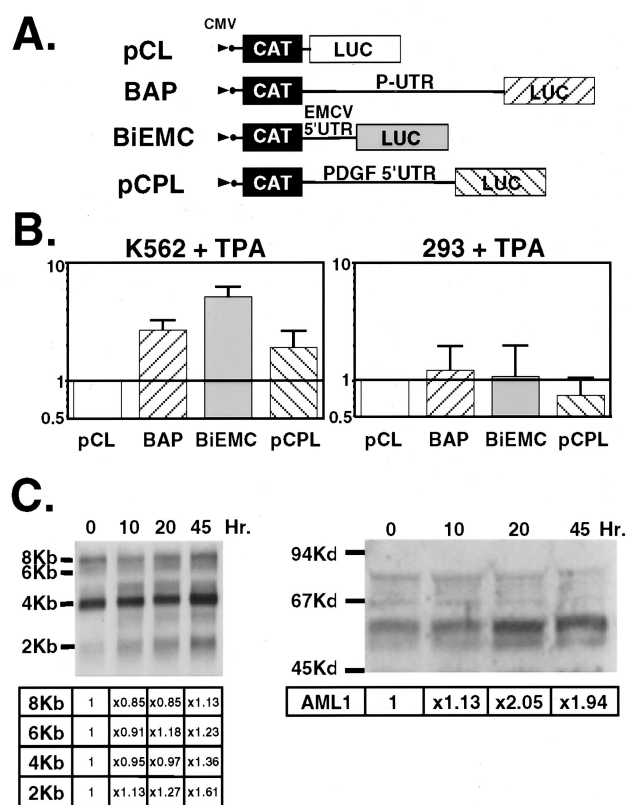 A.
CMV
pCL CAT LUC
BAP CAT P-UTR LUC
BiEMC CAT EMCV 5'UTR LUC
pCPL CAT PDGF 5'UTR LUC
B.
K562 + TPA
10
1
0.5
pCL BAP BiEMC pCPL
293 + TPA
10
1
0.5
pCL BAP BiEMC pCPL
C.
0 10 20 45 Hr.
8Kb
6Kb
4Kb
2Kb
8Kb 1 x0.85 x0.85 x1.13
6Kb 1 x0.91 x1.18 x1.23
4Kb 1 x0.95 x0.97 x1.36
2Kb 1 x1.13 x1.27 x1.61
0 10 20 45 Hr.
94Kd
67Kd
45Kd
AML1 1 x1.13 x2.05 x1.94